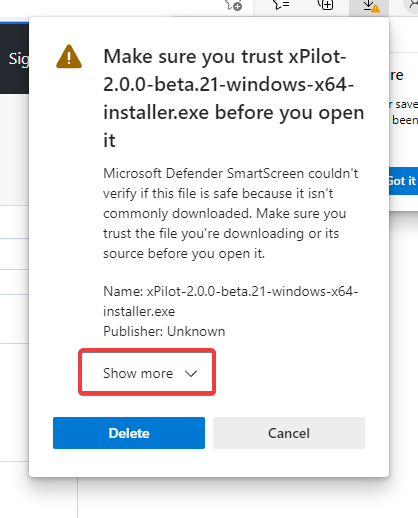 Sig
Make sure you trust xPilot-
2.0.0-beta.21-windows-x64-
installer.exe before you open
it
re
r save
been
Got it
Microsoft Defender SmartScreen couldn't
verify if this file is safe because it isn't
commonly downloaded. Make sure you
trust the file you're downloading or its
source before you open it.
Name: xPilot-2.0.0-beta.21-windows-x64-
installer.exe
Publisher: Unknown
Show more
Delete
Cancel